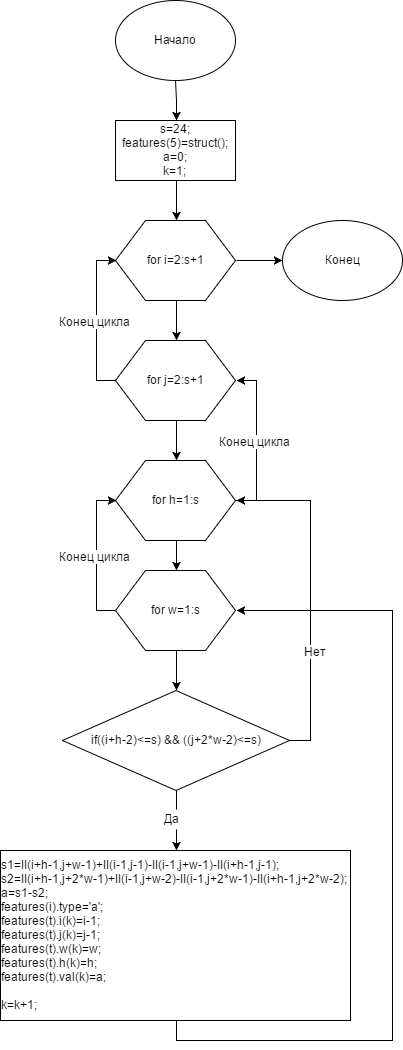 Начало
s=24;
features(5)=struct();
a=0;
k=1;
for i=2:s+1
Конец
Конец цикла
for j=2:s+1
Конец цикла
for h=1:s
Конец цикла
for w=1:s
Нет
if((i+h-2)<=s) && ((j+2*w-2)<=s)
Да
s1=II(i+h-1,j+w-1)+II(i-1,j-1)-II(i-1,j+w-1)-II(i+h-1,j-1);
s2=II(i+h-1,j+2*w-1)+II(i-1,j+w-2)-II(i-1,j+2*w-1)-II(i+h-1,j+2*w-2);
a=s1-s2;
features(i).type='a';
features(t).i(k)=i-1;
features(t).j(k)=j-1;
features(t).w(k)=w;
features(t).h(k)=h;
features(t).val(k)=a;
k=k+1;